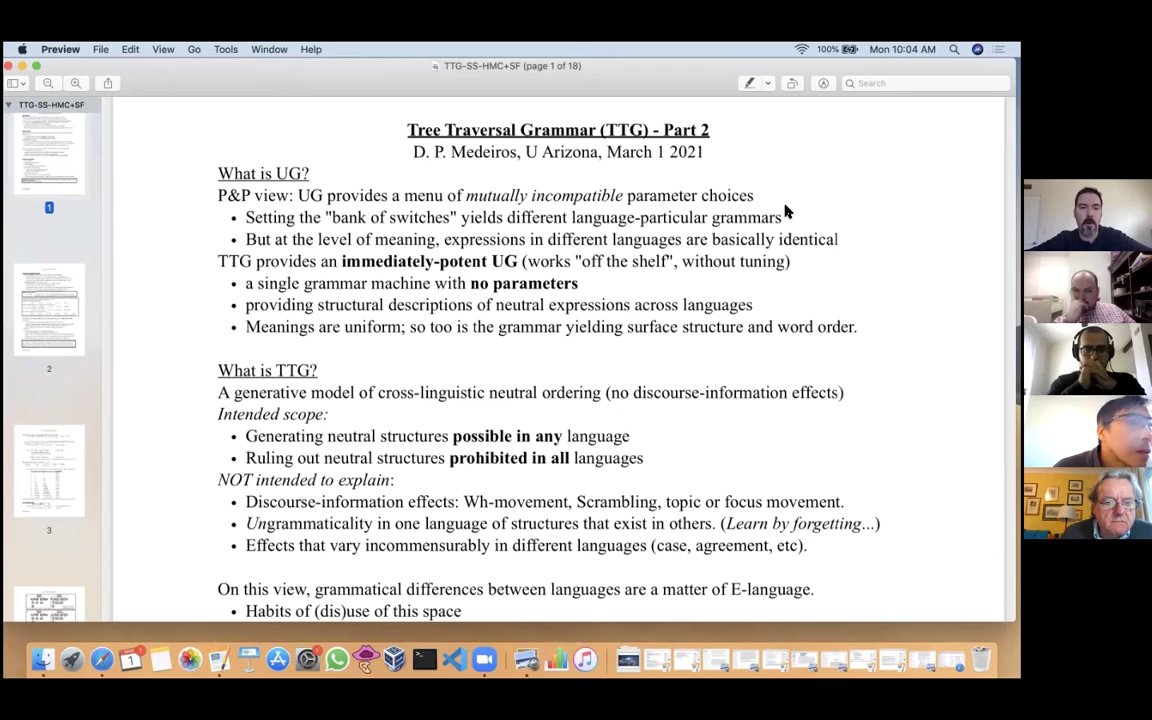 Preview File Edit View Go Tools Window Help 100% Mon 10:04 AM
TTG-SS-HMC+SF (page 1 of 18)
Search
TTG-SS-HMC+SF
1
2
3
Tree Traversal Grammar (TTG) - Part 2
D. P. Medeiros, U Arizona, March 1 2021
What is UG?
P&P view: UG provides a menu of mutually incompatible parameter choices
• Setting the "bank of switches" yields different language-particular grammars
• But at the level of meaning, expressions in different languages are basically identical
TTG provides an immediately-potent UG (works "off the shelf", without tuning)
• a single grammar machine with no parameters
• providing structural descriptions of neutral expressions across languages
• Meanings are uniform; so too is the grammar yielding surface structure and word order.
What is TTG?
A generative model of cross-linguistic neutral ordering (no discourse-information effects)
Intended scope:
• Generating neutral structures possible in any language
• Ruling out neutral structures prohibited in all languages
NOT intended to explain:
• Discourse-information effects: Wh-movement, Scrambling, topic or focus movement.
• Ungrammaticality in one language of structures that exist in others. (Learn by forgetting...)
• Effects that vary incommensurably in different languages (case, agreement, etc).
On this view, grammatical differences between languages are a matter of E-language.
• Habits of (dis)use of this space